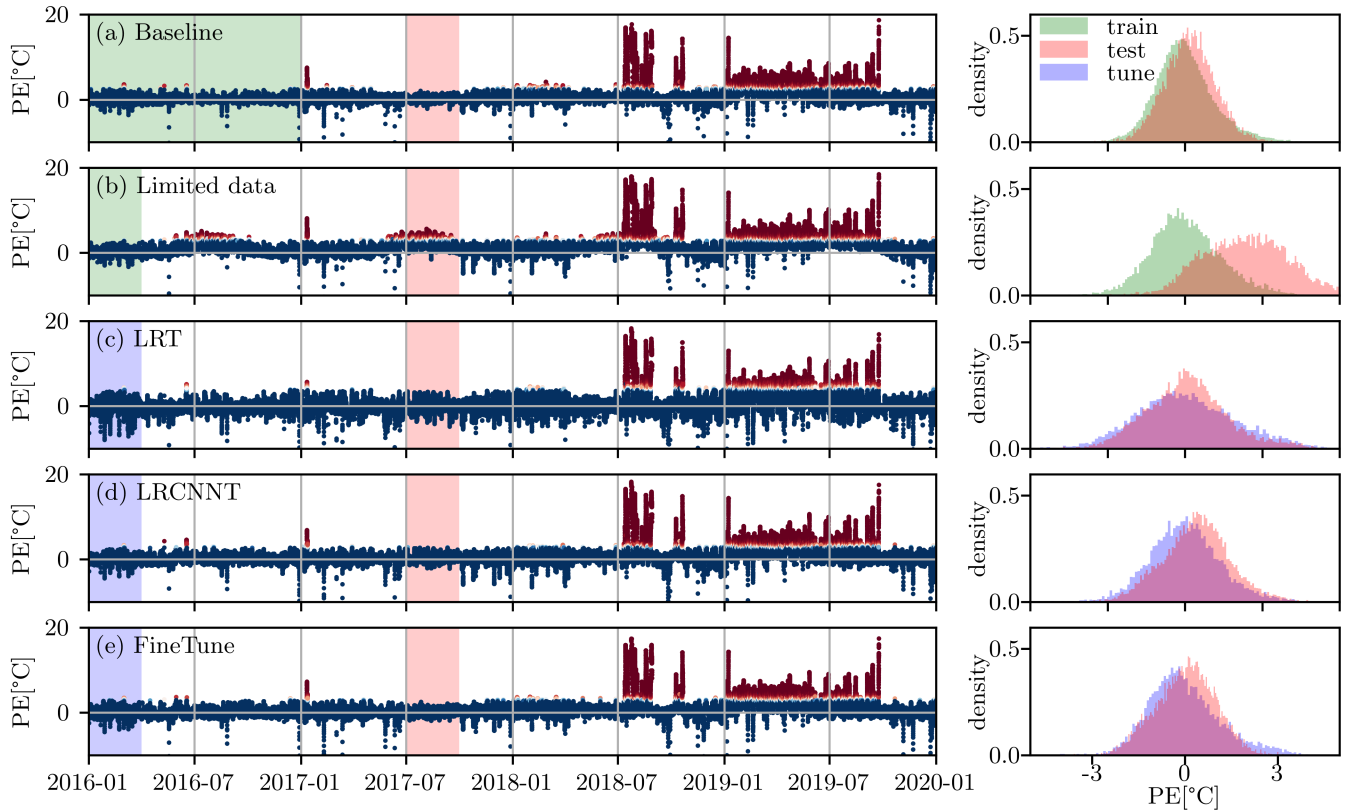 20
(a) Baseline
PE[°C]
0
0.5
density
0.0
train
test
tune
20
(b) Limited data
PE[°C]
0
0.5
density
0.0
20
(c) LRT
PE[°C]
0
0.5
density
0.0
20
(d) LRCNNT
PE[°C]
0
0.5
density
0.0
20
(e) FineTune
PE[°C]
0
0.5
density
0.0
2016-01 2016-07 2017-01 2017-07 2018-01 2018-07 2019-01 2019-07 2020-01
-3 0 3
PE[°C]